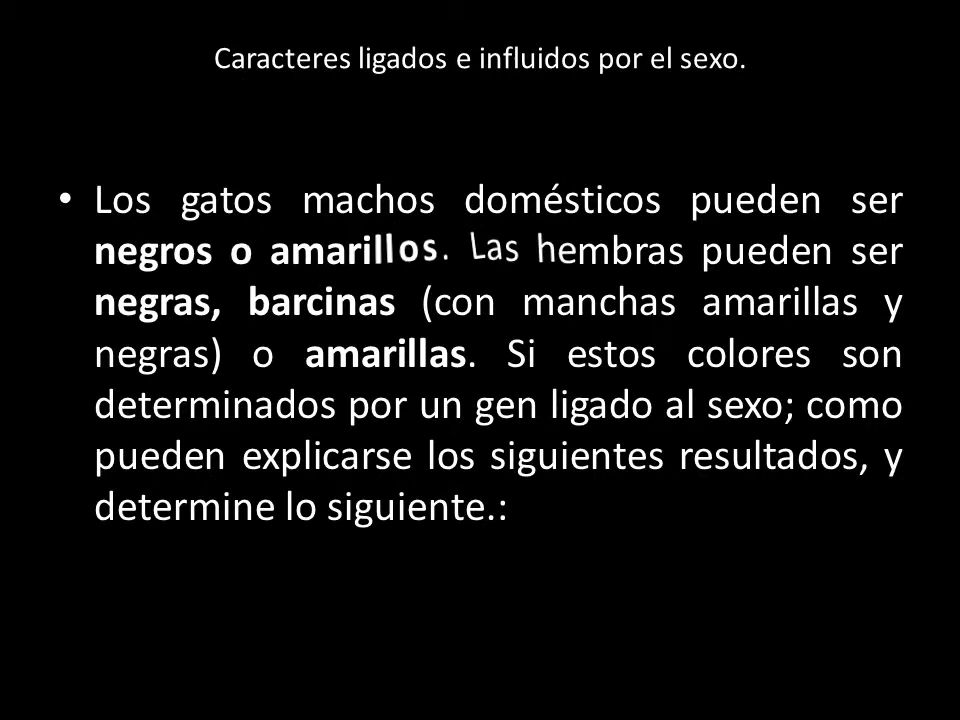 Caracteres ligados e influidos por el sexo.
• Los gatos machos domésticos pueden ser
negros o amarillos. Las hembras pueden ser
negras, barcinas (con manchas amarillas y
negras) o amarillas. Si estos colores son
determinados por un gen ligado al sexo; como
pueden explicarse los siguientes resultados, y
determine lo siguiente.: